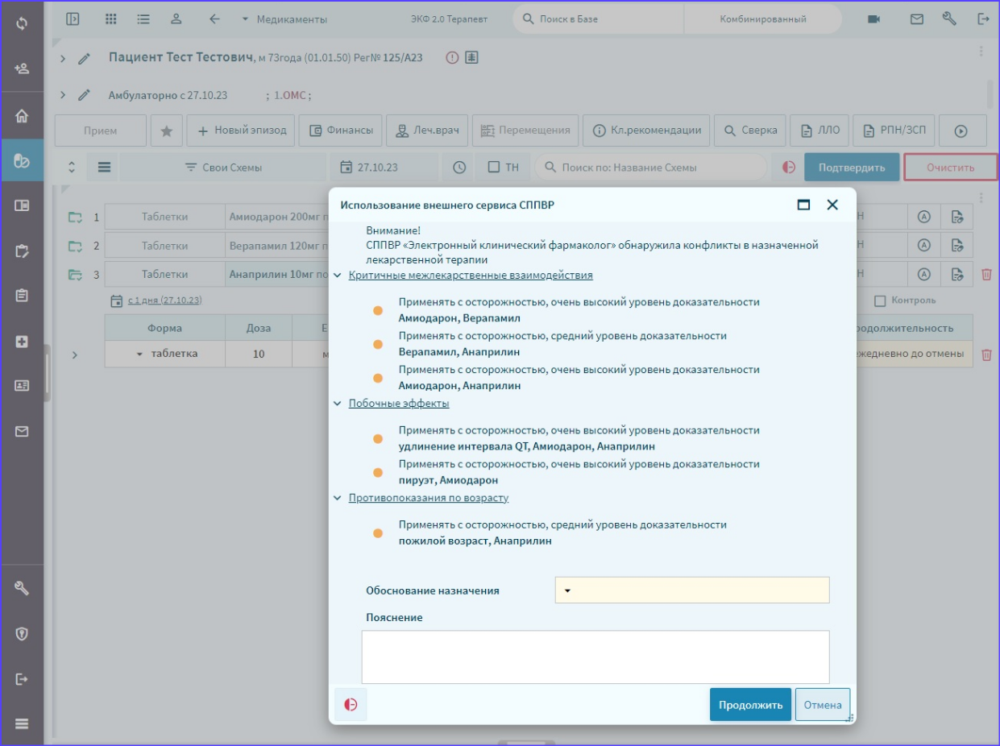 Медикаменты
ЭКФ 2.0 Терапевт
Поиск в Базе
Комбинированный
Пациент Тест Тестович, м 73года (01.01.50) Рег№ 125/А23
Амбулаторно с 27.10.23 ; 1.ОМС ;
Прием
Новый эпизод
Финансы
Леч.врач
Перемещения
Кл.рекомендации
Сверка
ЛЛО
РПН/ЗСП
Свои Схемы
27.10.23
ТН
Поиск по: Название Схемы
Подтвердить
Очистить
1 Таблетки Амиодарон 200мг
2 Таблетки Верапамил 120мг
3 Таблетки Анаприлин 10мг
с 1 дня (27.10.23)
Контроль
Форма Доза
таблетка 10
ежедневно до отмены
Использование внешнего сервиса СППВР
Внимание!
СППВР «Электронный клинический фармаколог» обнаружила конфликты в назначенной
лекарственной терапии
Критичные межлекарственные взаимодействия
Применять с осторожностью, очень высокий уровень доказательности
Амиодарон, Верапамил
Применять с осторожностью, средний уровень доказательности
Верапамил, Анаприлин
Применять с осторожностью, очень высокий уровень доказательности
Амиодарон, Анаприлин
Побочные эффекты
Применять с осторожностью, очень высокий уровень доказательности
удлинение интервала QT, Амиодарон, Анаприлин
Применять с осторожностью, очень высокий уровень доказательности
пируэт, Амиодарон
Противопоказания по возрасту
Применять с осторожностью, средний уровень доказательности
пожилой возраст, Анаприлин
Обоснование назначения
Пояснение
Продолжить
Отмена